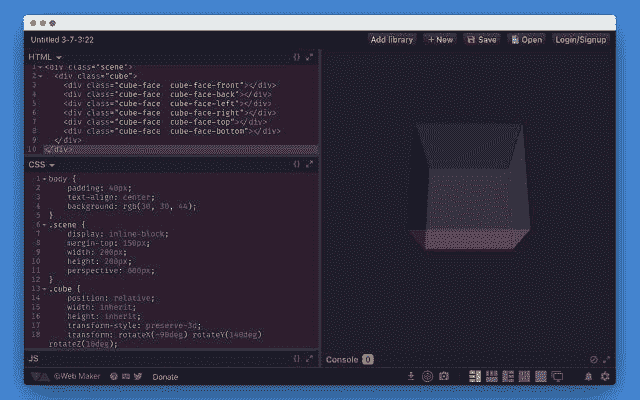 Untitled 3-7-3:22
Add library + New Save Open Login/Signup
HTML
1 <div class="scene">
2 <div class="cube">
3 <div class="cube-face cube-face-front"></div>
4 <div class="cube-face cube-face-back"></div>
5 <div class="cube-face cube-face-left"></div>
6 <div class="cube-face cube-face-right"></div>
7 <div class="cube-face cube-face-top"></div>
8 <div class="cube-face cube-face-bottom"></div>
9 </div>
10 </div>
CSS
1 body {
2 padding: 40px;
3 text-align: center;
4 background: rgb(30, 30, 44);
5 }
6 .scene {
7 display: inline-block;
8 margin-top: 150px;
9 width: 200px;
10 height: 200px;
11 perspective: 600px;
12 }
13 .cube {
14 position: relative;
15 width: inherit;
16 height: inherit;
17 transform-style: preserve-3d;
18 transform: rotateX(-90deg) rotateY(140deg)
rotateZ(10deg);
JS
Console 0
©Web Maker Donate